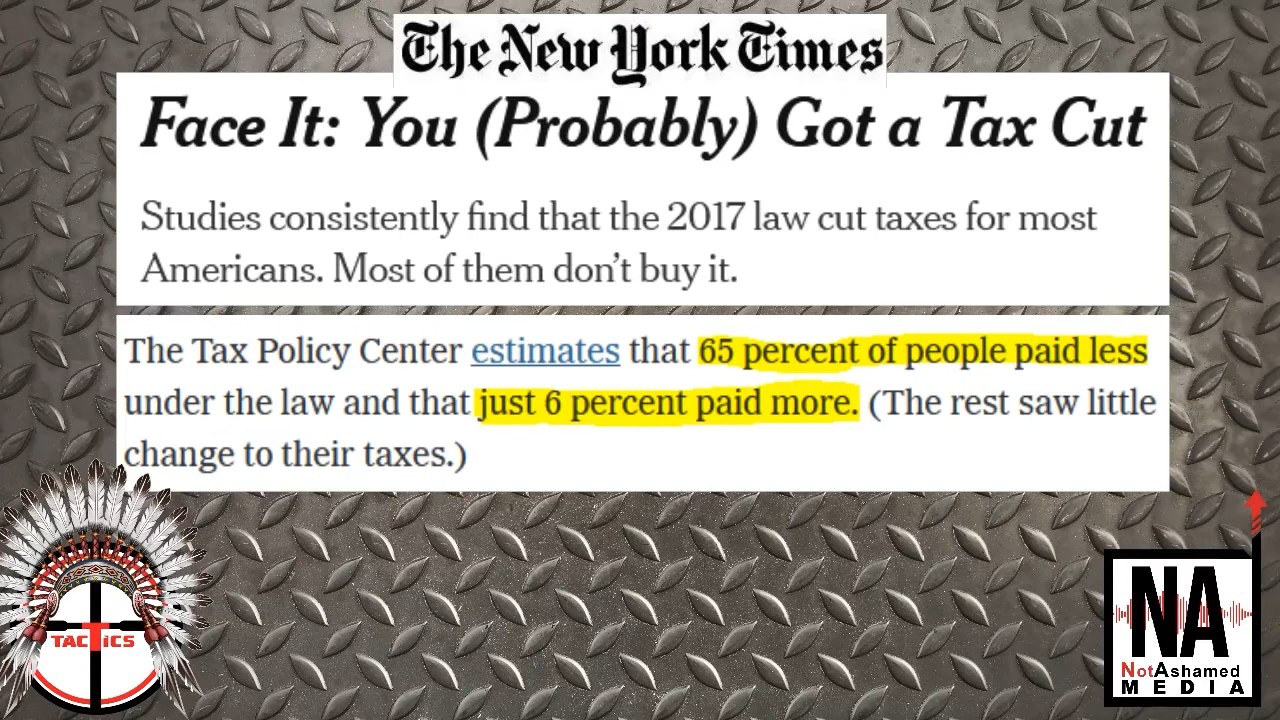 The New York Times
Face It: You (Probably) Got a Tax Cut
Studies consistently find that the 2017 law cut taxes for most
Americans. Most of them don’t buy it.
The Tax Policy Center estimates that 65 percent of people paid less
under the law and that just 6 percent paid more. (The rest saw little
change to their taxes.)
TACTiCS
NA
NotAshamed
MEDIA